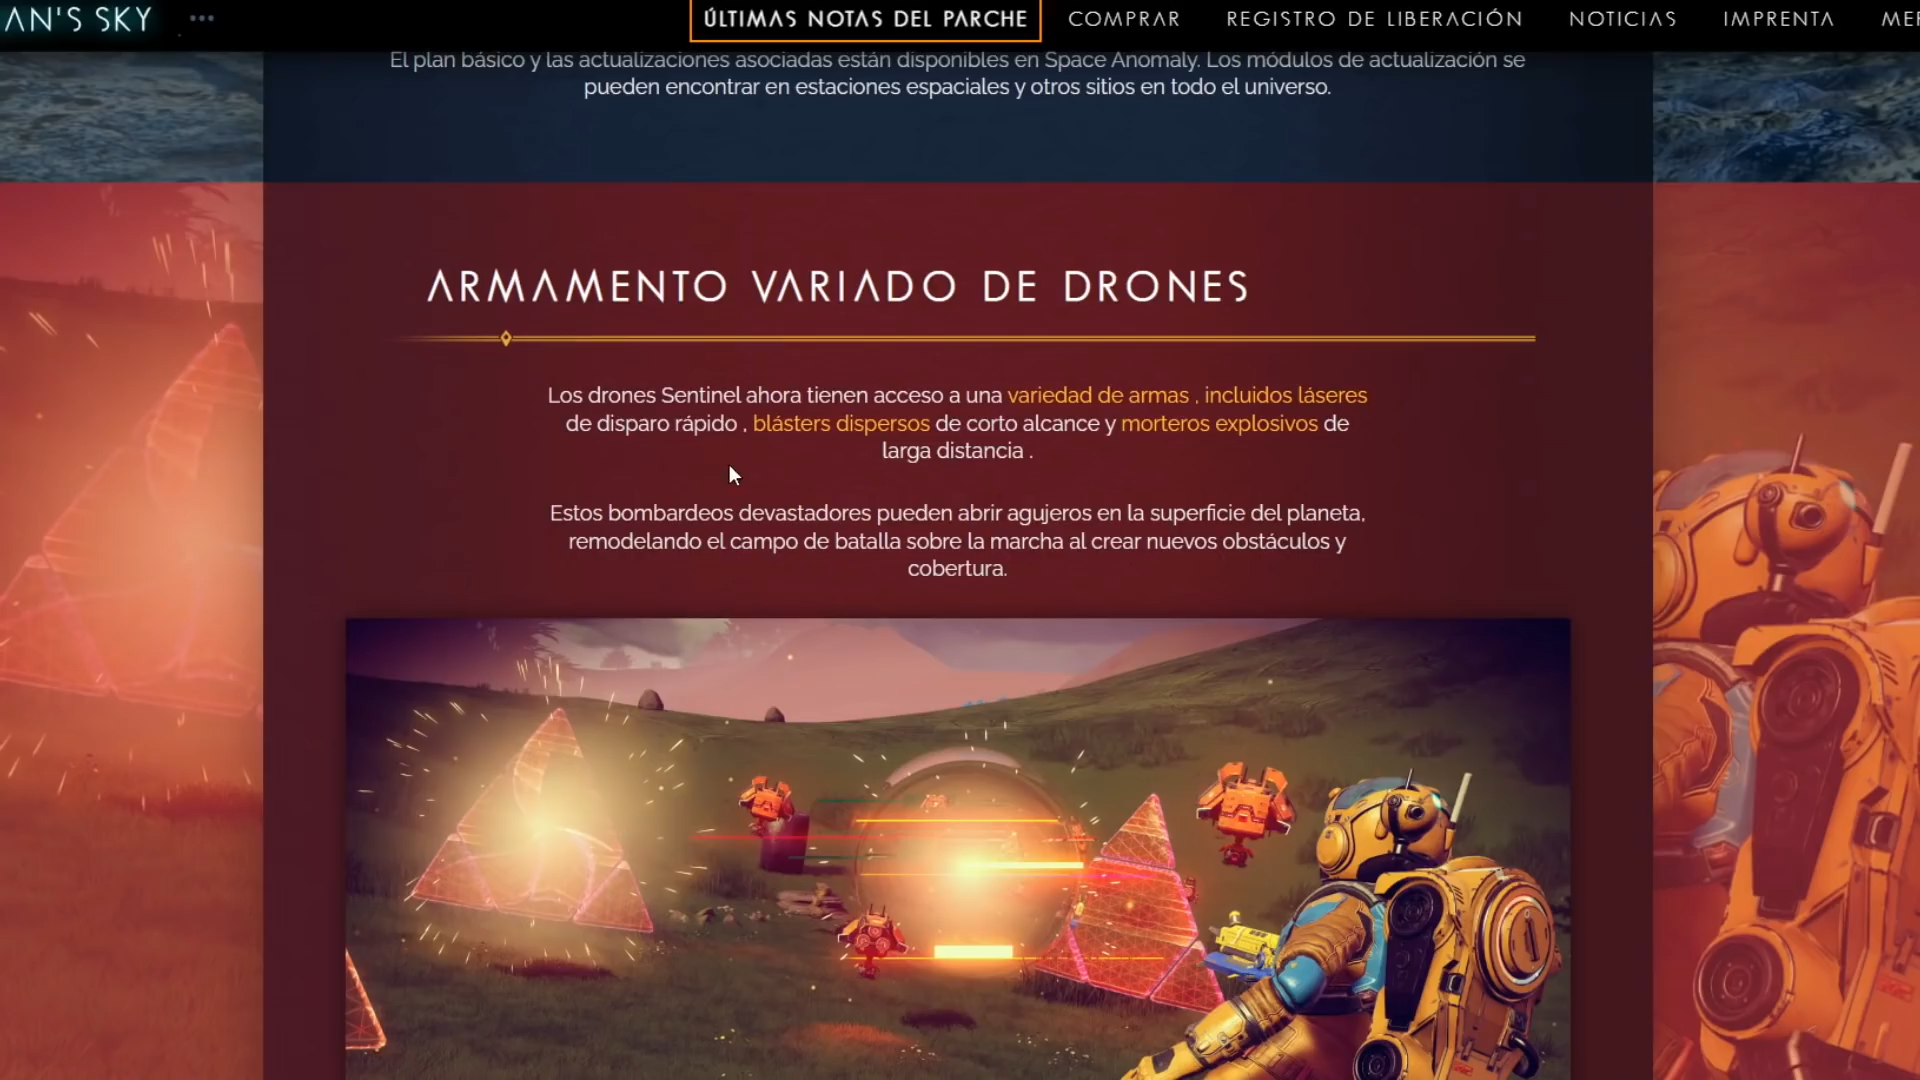 AN'S SKY
ÚLTIMAS NOTAS DEL PARCHE
COMPRAR
REGISTRO DE LIBERACIÓN
NOTICIAS
IMPRENTA
El plan básico y las actualizaciones asociadas están disponibles en Space Anomaly. Los módulos de actualización se
pueden encontrar en estaciones espaciales y otros sitios en todo el universo.
ARMAMENTO VARIADO DE DRONES
Los drones Sentinel ahora tienen acceso a una variedad de armas , incluidos láseres
de disparo rápido , blásters dispersos de corto alcance y morteros explosivos de
larga distancia .
Estos bombardeos devastadores pueden abrir agujeros en la superficie del planeta,
remodelando el campo de batalla sobre la marcha al crear nuevos obstáculos y
cobertura.